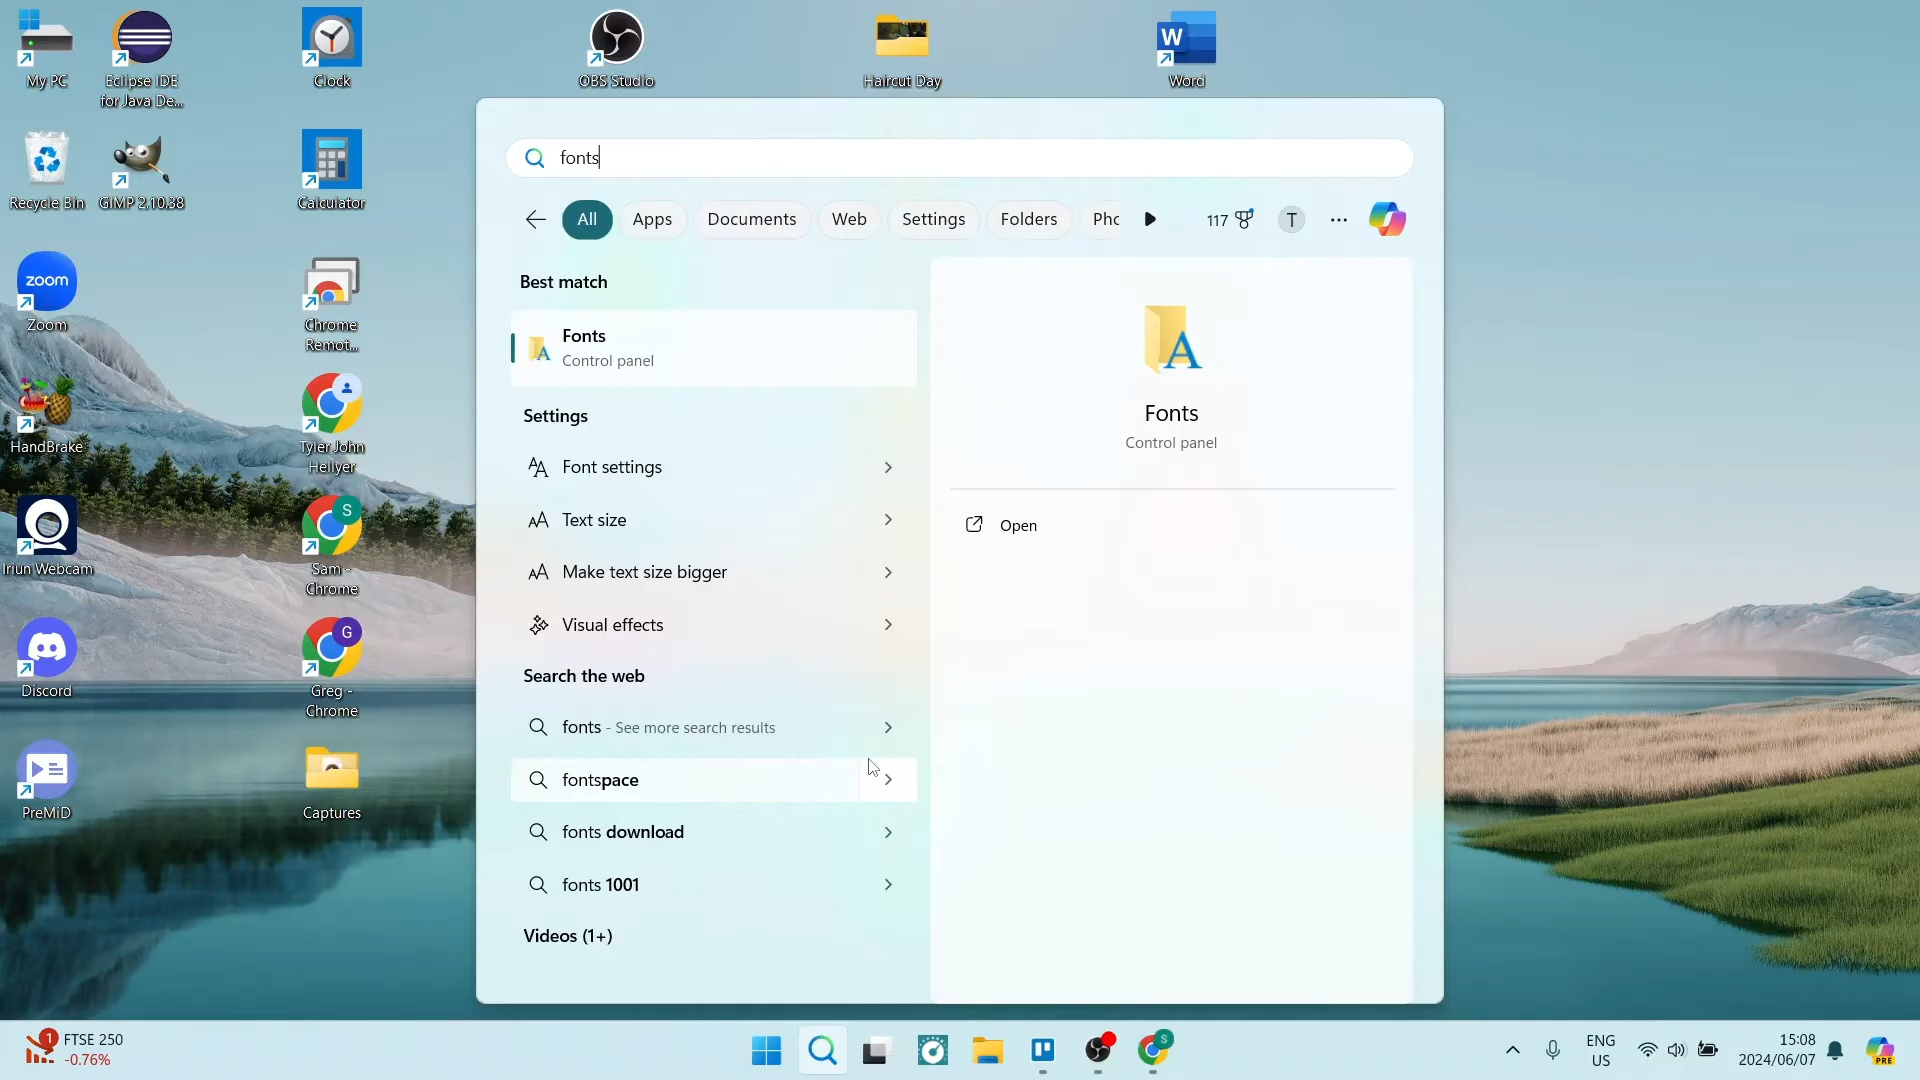 My PC
Eclipse IDE
for Java De...
Clock
OBS Studio
Haircut Day
W
Word
Recycle Bin
GIMP 2.10.38
Calculator
zoom
Zoom
Chrome
Remot...
HandBrake
Tyler John
Hellyer
Iriun Webcam
S
Sam -
Chrome
Discord
G
Greg -
Chrome
PreMiD
Captures
fonts
All
Apps
Documents
Web
Settings
Folders
Pho
117
T
Best match
Fonts
Control panel
Settings
Font settings
Text size
Make text size bigger
Visual effects
Search the web
fonts - See more search results
fontspace
fonts download
fonts 1001
Videos (1+)
Fonts
Control panel
Open
1
FTSE 250
-0.76%
S
ENG
US
15:08
2024/06/07
PRE